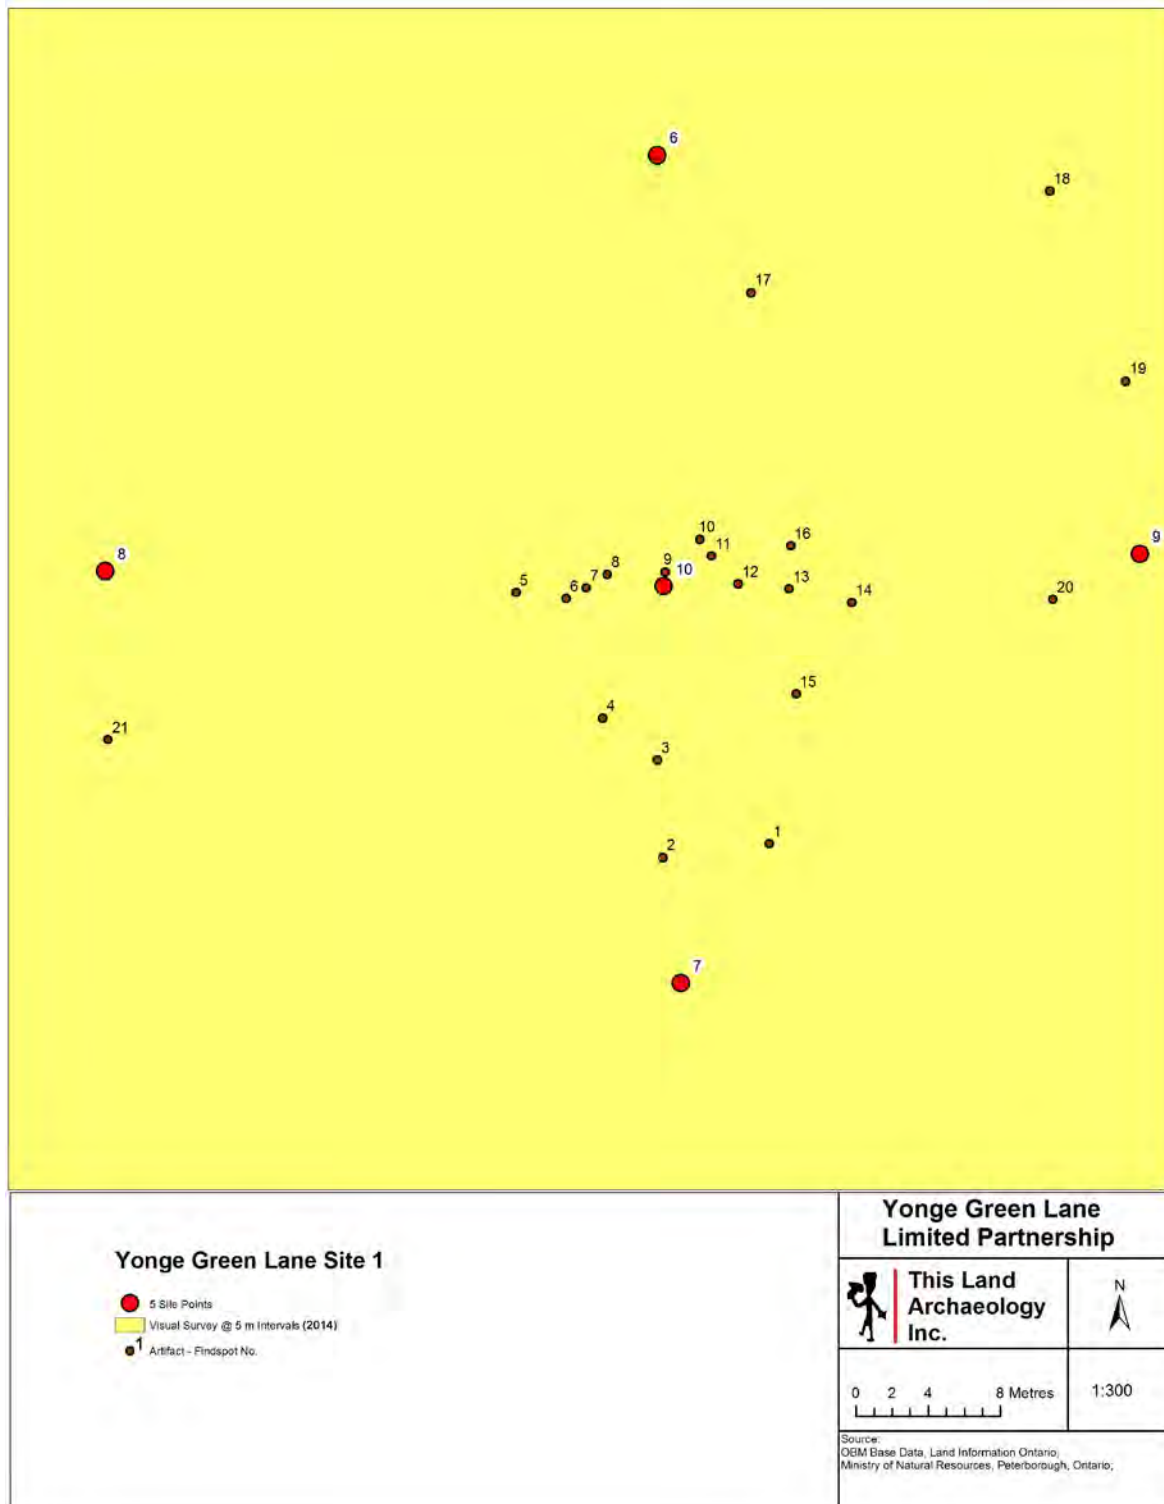 6
18
17
19
10
16
9
11
8
8
9
10
7
12
13
5
6
14
20
15
4
21
3
1
2
7
Yonge Green Lane
Limited Partnership
Yonge Green Lane Site 1
5 Site Points
Visual Survey @ 5 m Intervals (2014)
1 Artifact - Findspot No.
This Land
Archaeology
Inc.
N
0 2 4 8 Metres
1:300
Source:
OBM Base Data, Land Information Ontario,
Ministry of Natural Resources, Peterborough, Ontario;